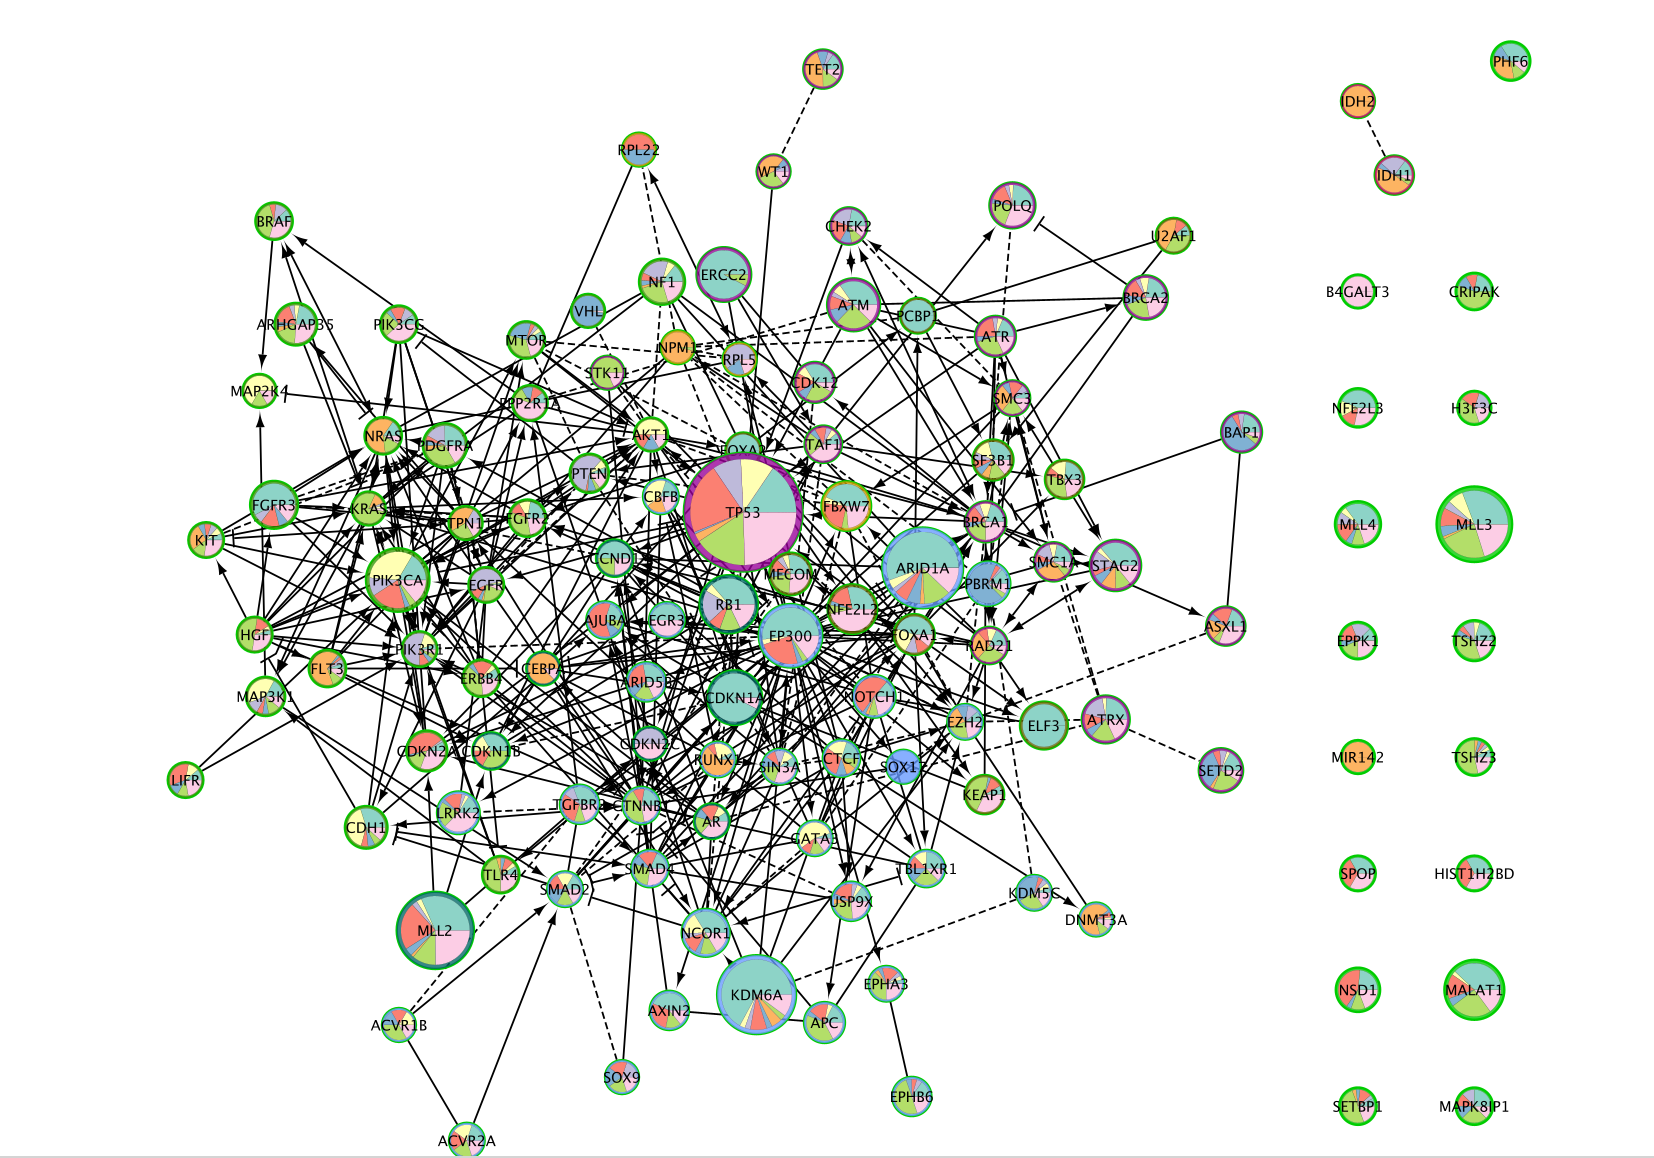 PHF6
TET2
IDH2
RPL22
WT1
IDH1
POLQ
BRAF
CHEK2
U2AF1
ERCC2
NF1
B4GALT3
CRIPAK
BRCA2
ATM
VHL
PCBP1
ARHGAP35
PIK3CG
ATR
MTOR
NPM1
RPL5
STK11
CDK12
MAP2K4
SMC3
PPP2R1A
NFE2L3
H3F3C
BAP1
NRAS
AKT1
PDGFRA
TAF1
FOXA2
SF3B1
PTEN
TBX3
CBFB
FGFR3
KRAS
FBXW7
TP53
PTPN11
FGFR2
BRCA1
MLL4
MLL3
KIT
CCND1
SMC1A
STAG2
ARID1A
MECOM
PIK3CA
EGFR
PBRM1
RB1
NFE2L2
AJUBA
EGR3
ASXL1
HGF
EP300
FOXA1
EPPK1
TSHZ2
PIK3R1
RAD21
FLT3
CEBPA
ERBB4
ARID5B
MAP3K1
CDKN1A
NOTCH1
EZH2
ELF3
ATRX
CDKN2A
CDKN1B
CDKN2C
RUNX1
SIN3A
CTCF
SOX17
SETD2
MIR142
TSHZ3
LIFR
KEAP1
TGFBR2
CTNNB1
LRRK2
AR
CDH1
GATA3
SMAD4
TBL1XR1
TLR4
SPOP
HIST1H2BD
SMAD2
KDM5C
USP9X
DNMT3A
MLL2
NCOR1
EPHA3
NSD1
MALAT1
KDM6A
AXIN2
APC
ACVR1B
SOX9
EPHB6
SETBP1
MAPK8IP1
ACVR2A